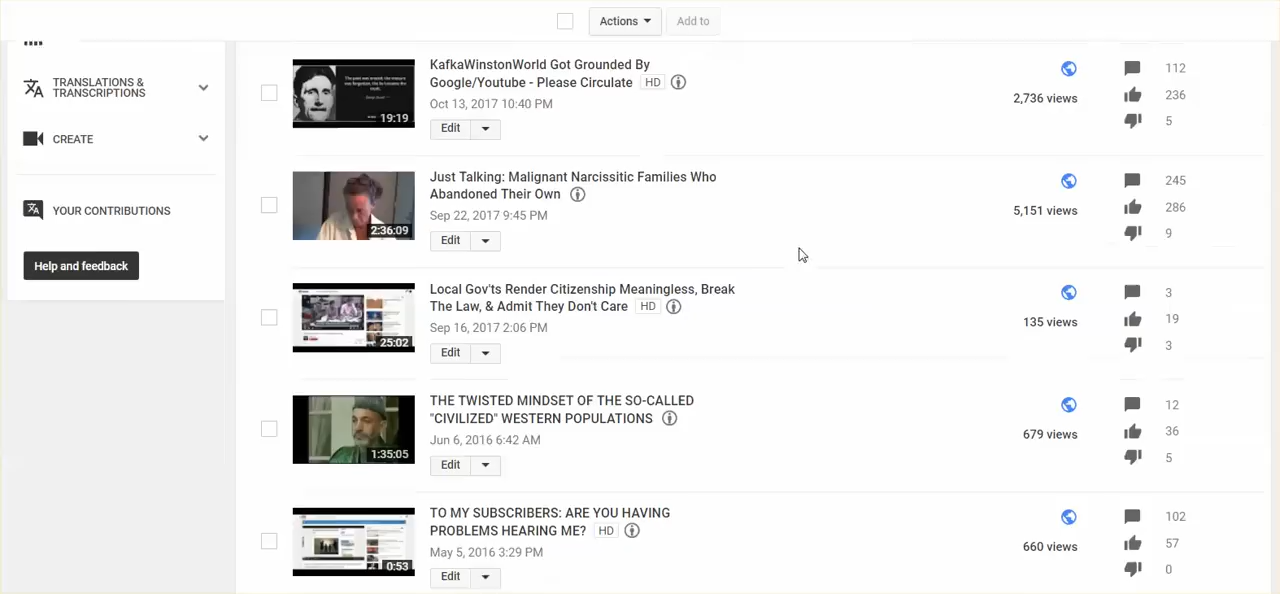 Actions
Add to
TRANSLATIONS &
TRANSCRIPTIONS
CREATE
YOUR CONTRIBUTIONS
Help and feedback
19:19
KafkaWinstonWorld Got Grounded By
Google/Youtube - Please Circulate HD
Oct 13, 2017 10:40 PM
Edit
2,736 views
112
236
5
2:36:09
Just Talking: Malignant Narcissitic Families Who
Abandoned Their Own
Sep 22, 2017 9:45 PM
Edit
5,151 views
245
286
9
25:02
Local Gov'ts Render Citizenship Meaningless, Break
The Law, & Admit They Don't Care HD
Sep 16, 2017 2:06 PM
Edit
135 views
3
19
3
1:35:05
THE TWISTED MINDSET OF THE SO-CALLED
"CIVILIZED" WESTERN POPULATIONS
Jun 6, 2016 6:42 AM
Edit
679 views
12
36
5
0:53
TO MY SUBSCRIBERS: ARE YOU HAVING
PROBLEMS HEARING ME? HD
May 5, 2016 3:29 PM
Edit
660 views
102
57
0